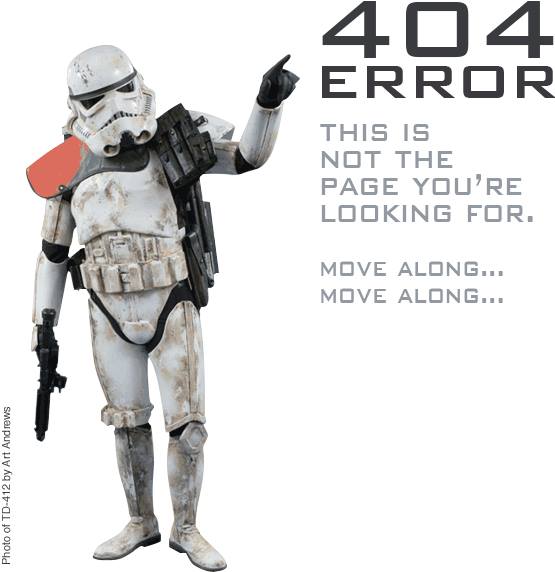 404
ERROR
THIS IS
NOT THE
PAGE YOU'RE
LOOKING FOR.
MOVE ALONG...
MOVE ALONG...
Photo of TD-412 by Art Andrews